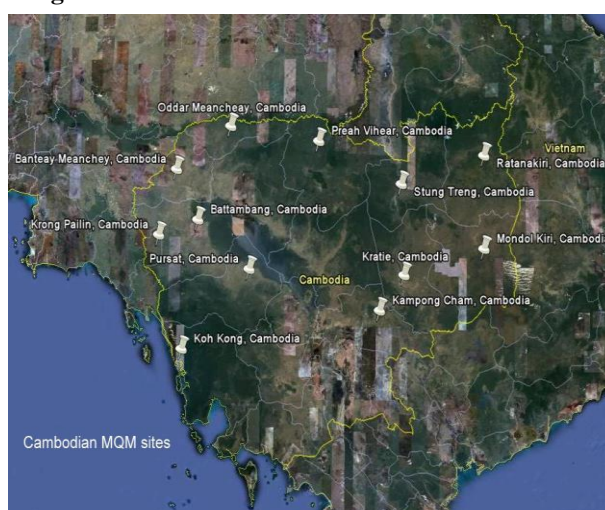 Oddar Meancheay, Cambodia
Preah Vihear, Cambodia
Vietnam
Banteay Meanchey, Cambodia
Ratanakiri, Cambodia
Stung Treng, Cambodia
Battambang, Cambodia
Krong Pailin, Cambodia
Mondol Kiri, Cambodia
Pursat, Cambodia
Kratie, Cambodia
Cambodia
Kampong Cham, Cambodia
Koh Kong, Cambodia
Cambodian MQM sites